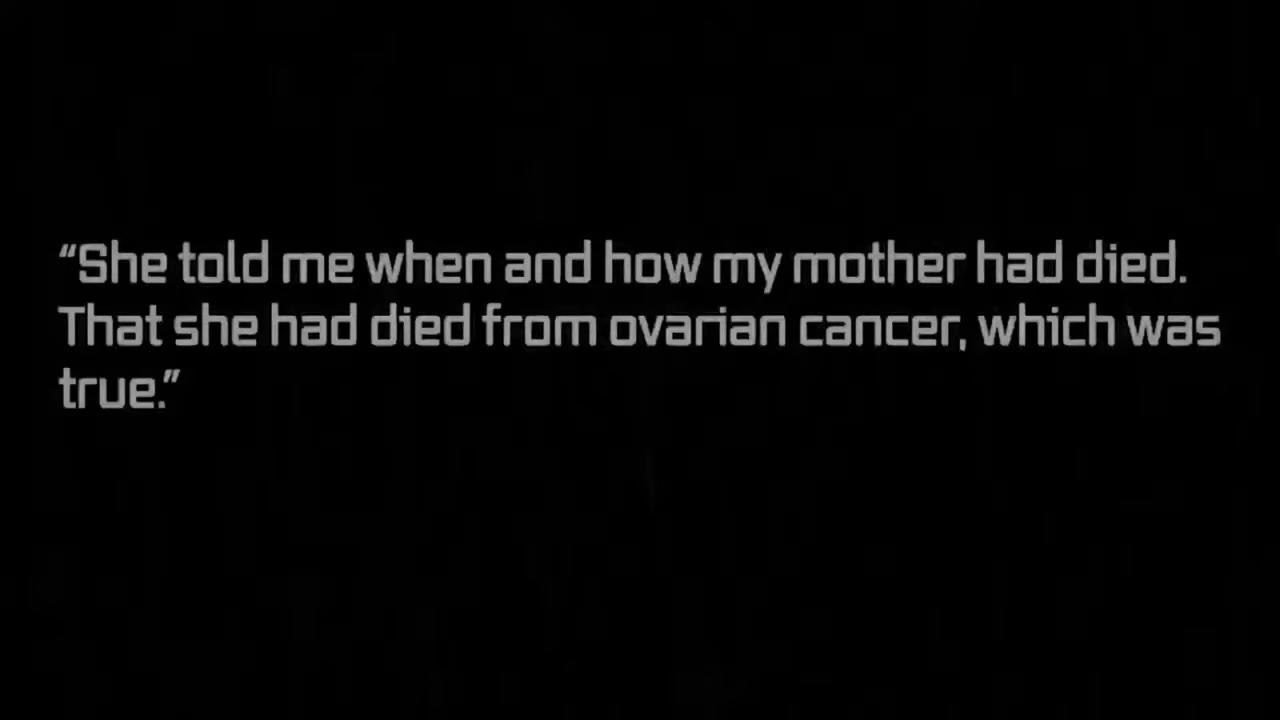 “She told me when and how my mother had died.
That she had died from ovarian cancer, which was
true.”